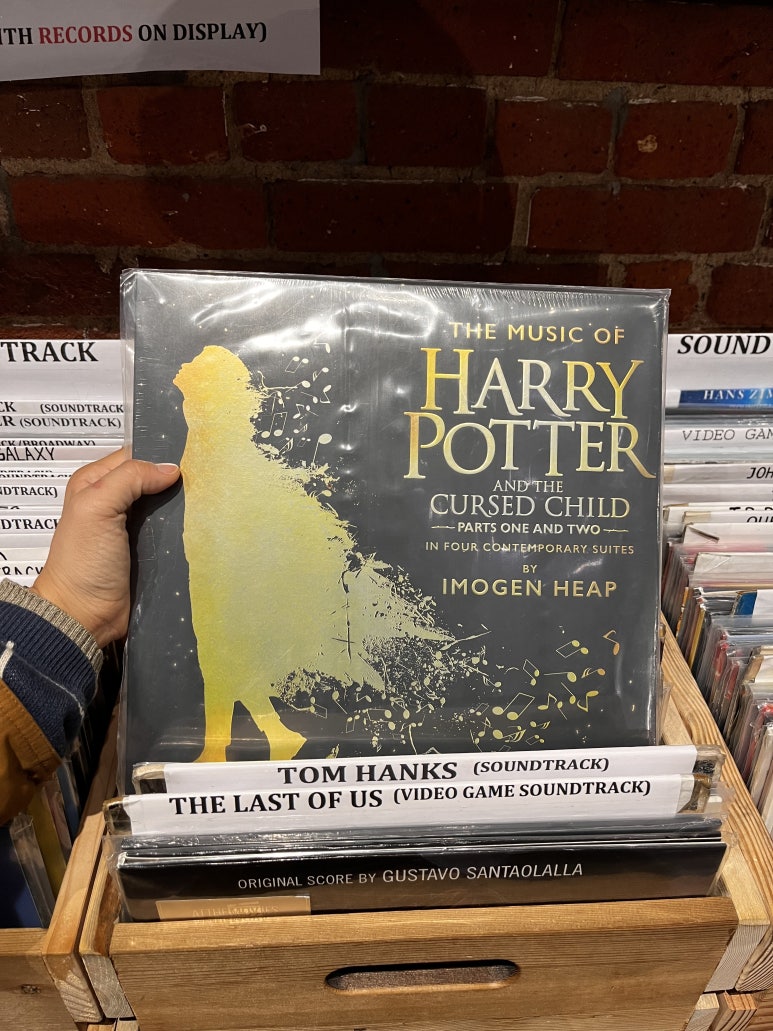 RECORDS ON DISPLAY)
TRACK
(SOUNDTRACK
(SOUNDTRACK)
GALAXY
SOUND
HANS
VIDEO
THE MUSIC OF
HARRY
POTTER
AND THE
CURSED CHILD
PARTS ONE AND TWO
IN FOUR CONTEMPORARY SUITES
BY
IMOGEN HEAP
TOM HANKS (SOUNDTRACK)
THE LAST OF US (VIDEO GAME SOUNDTRACK)
ORIGINAL SCORE BY GUSTAVO SANTAOLALLA